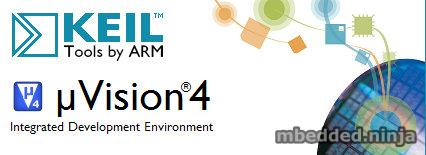 KEIL™
Tools by ARM
µVision®4
Integrated Development Environment
mbedded.ninja